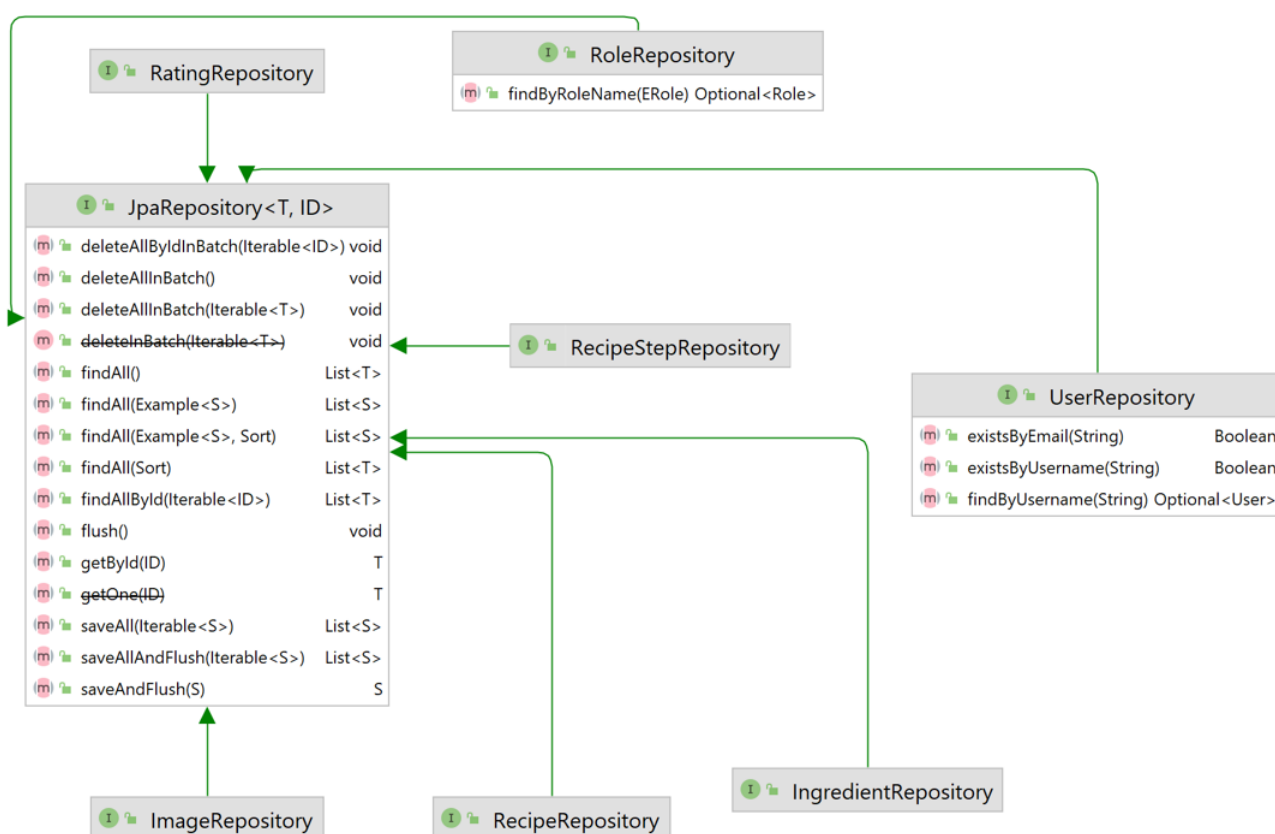 RoleRepository
findByRoleName(ERole) Optional<Role>
RatingRepository
JpaRepository<T, ID>
deleteAllByIdInBatch(Iterable<ID>) void
deleteAllInBatch() void
deleteAllInBatch(Iterable<T>) void
deleteInBatch(Iterable<T>) void
findAll() List<T>
findAll(Example<S>) List<S>
findAll(Example<S>, Sort) List<S>
findAll(Sort) List<T>
findAllById(Iterable<ID>) List<T>
flush() void
getById(ID) T
getOne(ID) T
saveAll(Iterable<S>) List<S>
saveAllAndFlush(Iterable<S>) List<S>
saveAndFlush(S) S
RecipeStepRepository
UserRepository
existsByEmail(String) Boolean
existsByUsername(String) Boolean
findByUsername(String) Optional<User>
IngredientRepository
ImageRepository
RecipeRepository